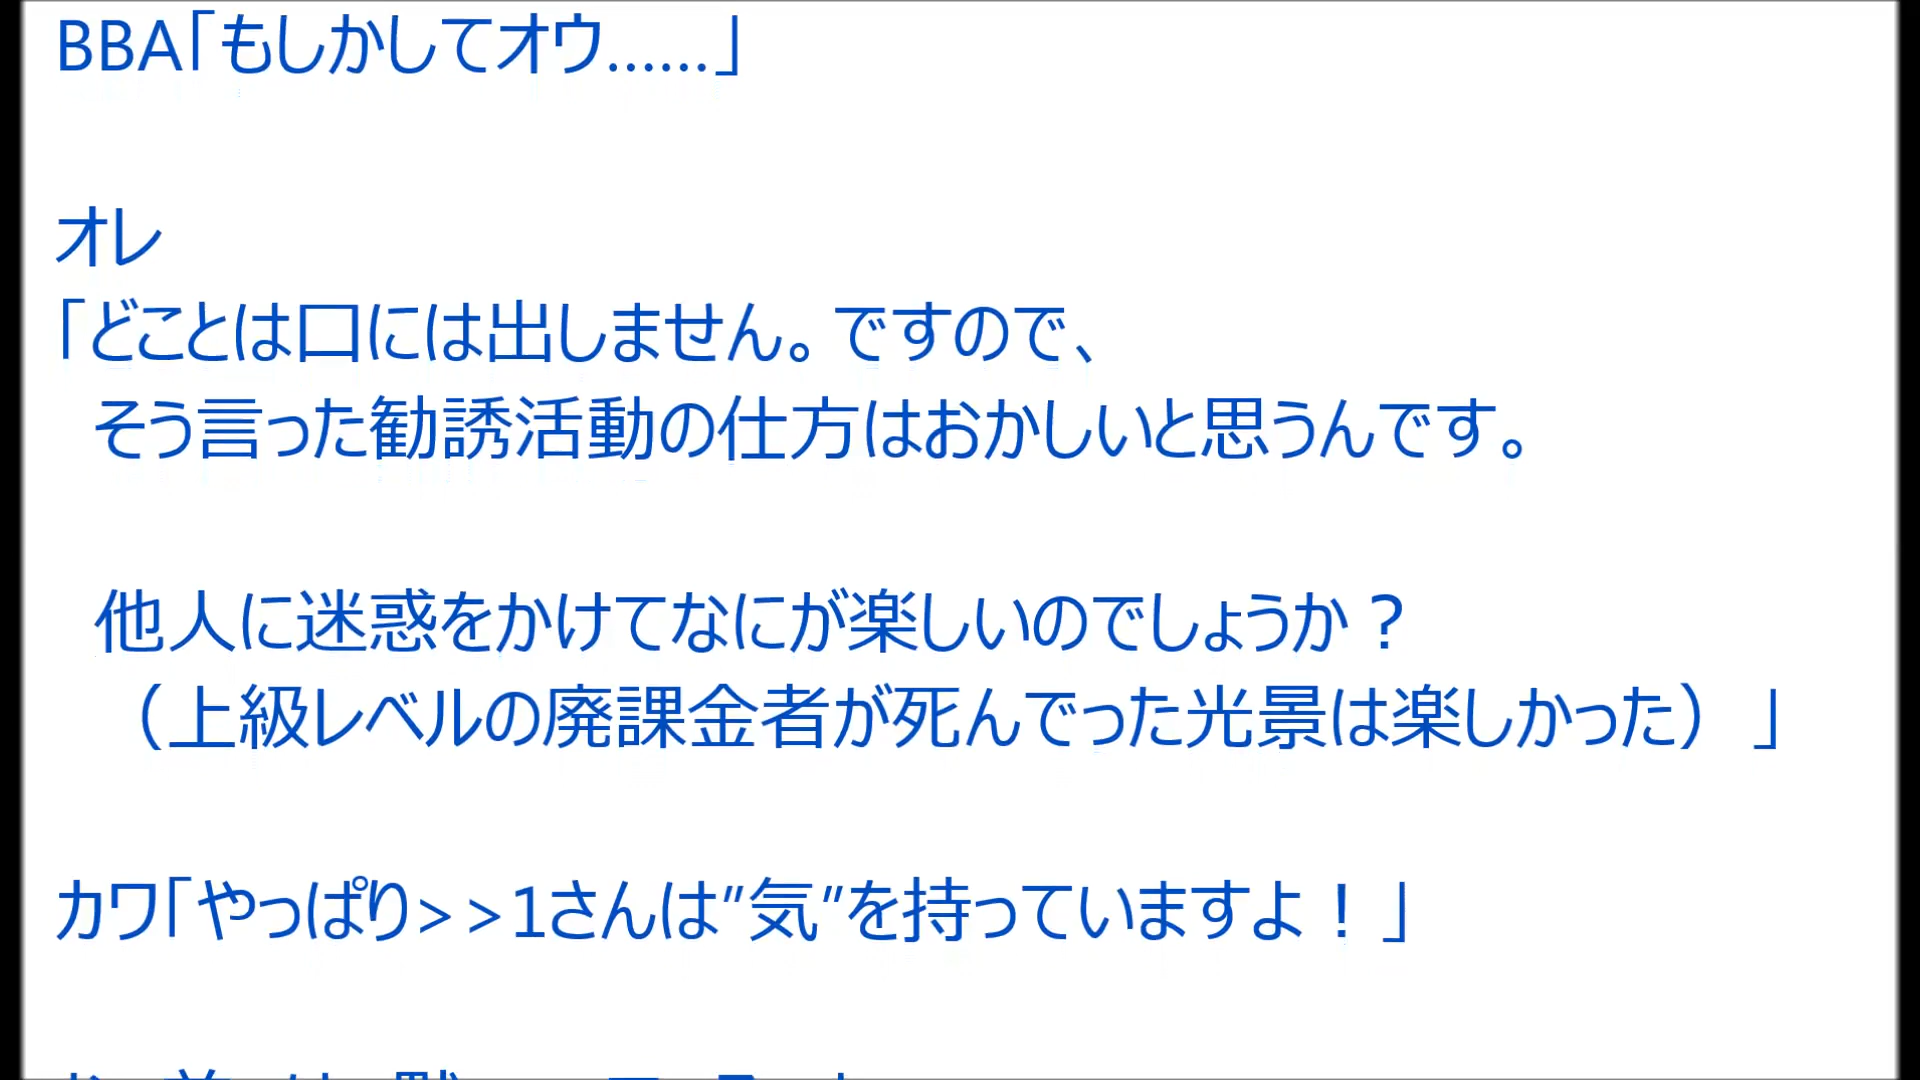 BBA「もしかしてオウ……」
オレ
「どことは口には出しません。ですので、
そう言った勧誘活動の仕方はおかしいと思うんです。
他人に迷惑をかけてなにが楽しいのでしょうか？
（上級レベルの廃課金者が死んでった光景は楽しかった）」
カワ「やっぱり>>1さんは”気”を持っていますよ！」